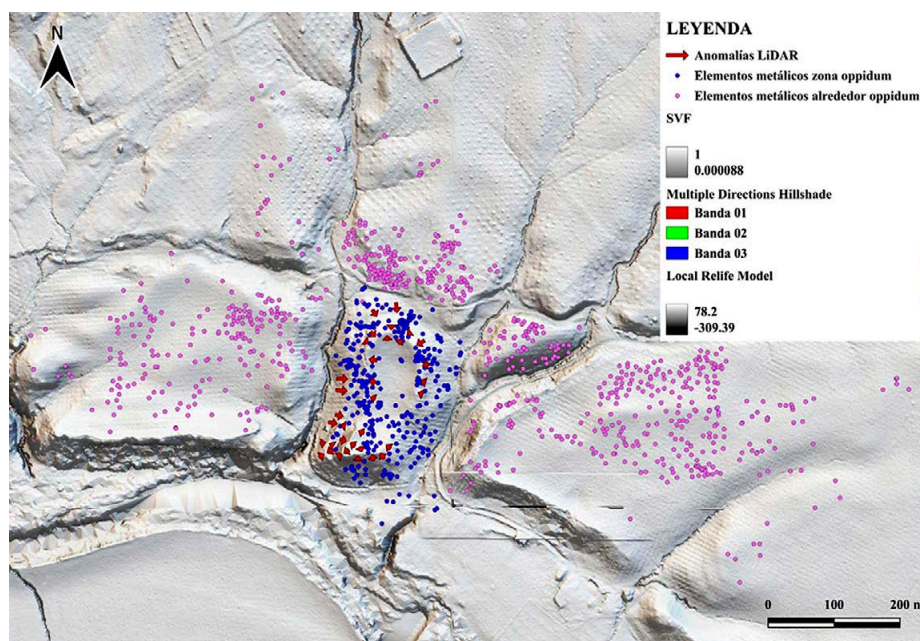 N
LEYENDA
Anomalías LiDAR
Elementos metálicos zona oppidum
Elementos metálicos alrededor oppidum
SVF
1
0.000088
Multiple Directions Hillshade
Banda 01
Banda 02
Banda 03
Local Relife Model
78.2
-309.39
0 100 200 m